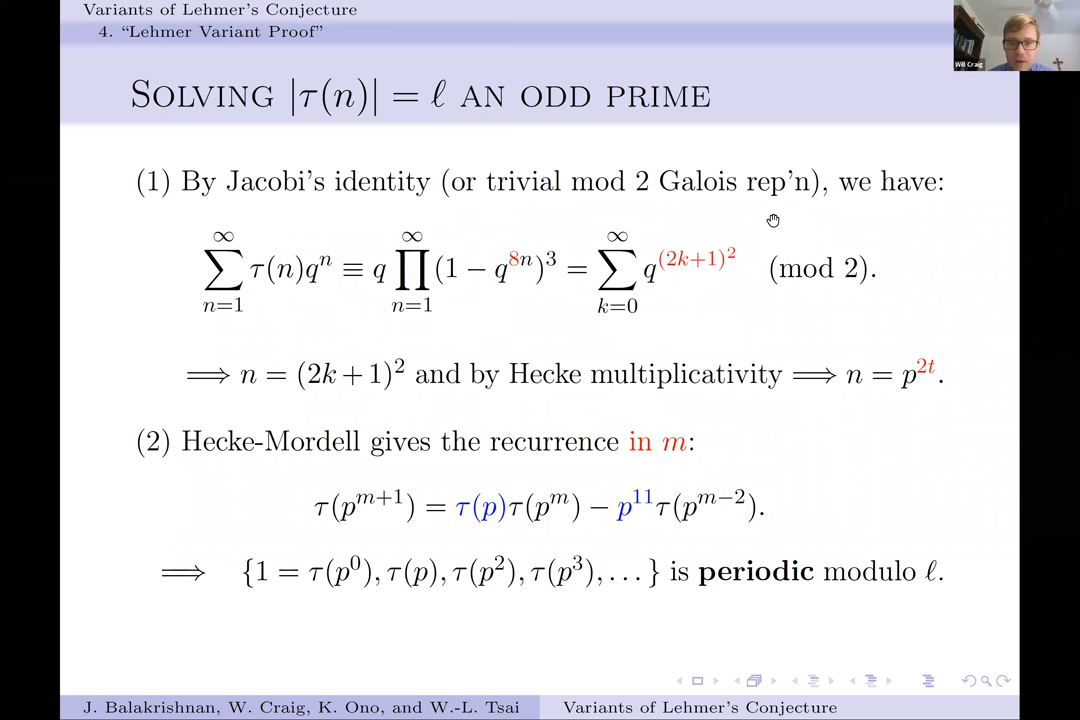 Variants of Lehmer's Conjecture
4. "Lehmer Variant Proof"
Will Craig
Solving |τ(n)| = ℓ an odd prime
(1) By Jacobi's identity (or trivial mod 2 Galois rep'n), we have:
∑_{n=1}^{∞} τ(n)q^n ≡ q ∏_{n=1}^{∞} (1 − q^{8n})^3 = ∑_{k=0}^{∞} q^{(2k+1)^2} (mod 2).
⟹ n = (2k + 1)^2 and by Hecke multiplicativity ⟹ n = p^{2t}.
(2) Hecke-Mordell gives the recurrence in m:
τ(p^{m+1}) = τ(p)τ(p^m) − p^{11}τ(p^{m−2}).
⟹ {1 = τ(p^0), τ(p), τ(p^2), τ(p^3), . . . } is periodic modulo ℓ.
J. Balakrishnan, W. Craig, K. Ono, and W.-L. Tsai Variants of Lehmer's Conjecture